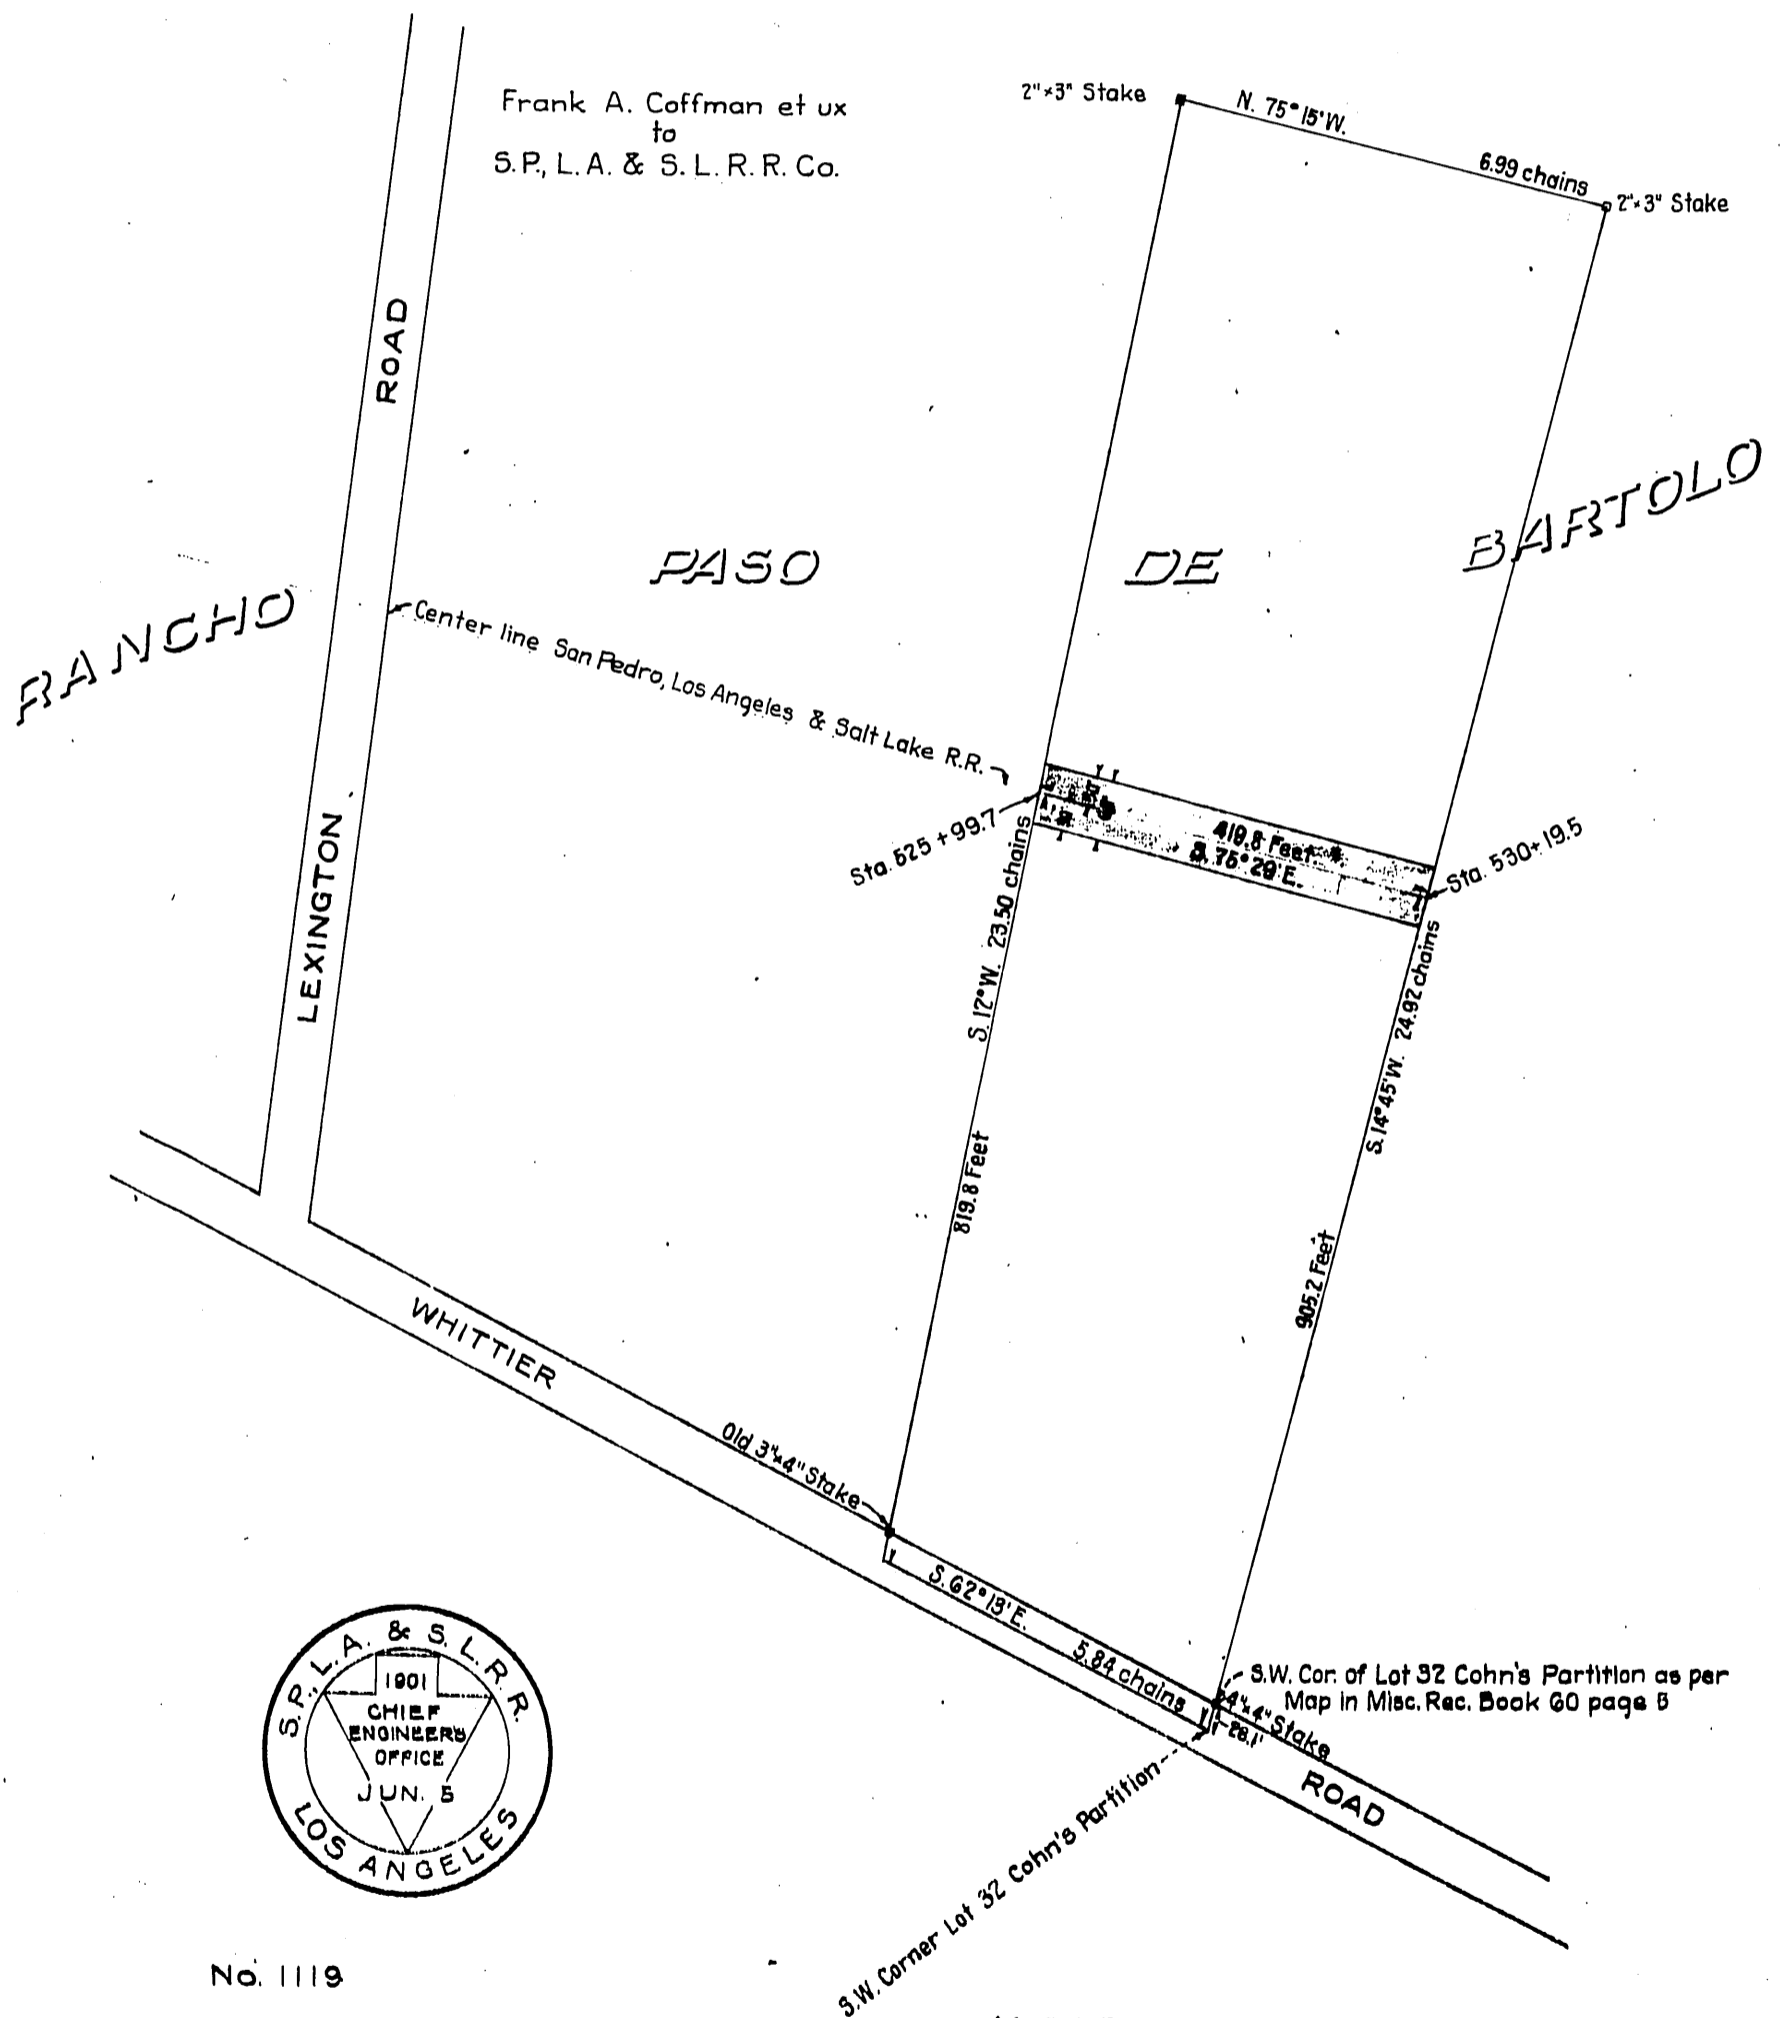 Frank A. Coffman et ux
to
S.P., L.A. & S.L.R.R. Co.
2"×3" Stake
N. 75° 15' W.
6.99 chains
2"×3" Stake
LEXINGTON ROAD
RANCHO PASO DE BARTOLO
Center line San Pedro, Los Angeles & Salt Lake R.R.
Sta. 525 + 99.7
419.8 Feet
S. 75° 29' E.
Sta. 530 + 19.5
S. 12° W. 23.50 chains
819.8 Feet
S. 14° 45' W. 24.92 chains
905.2 Feet
WHITTIER ROAD
Old 3"×4" Stake
S. 62° 13' E.
5.84 chains
S.W. Cor. of Lot 32 Cohn's Partition as per
Map in Misc. Rec. Book 60 page 5
4"×4" Stake
28.1'
S.W. Corner Lot 32 Cohn's Partition
S.P., L.A. & S.L.R.R.
1901
CHIEF
ENGINEER'S
OFFICE
JUN. 5
LOS ANGELES
No. 1119